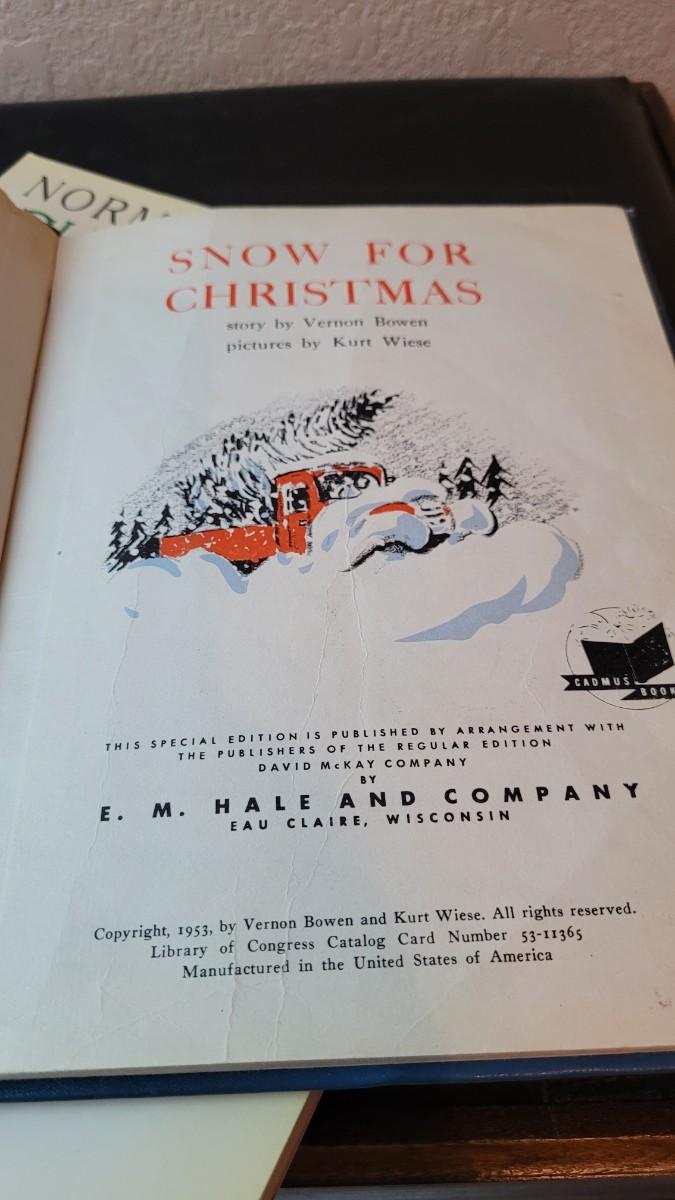 NORM
SNOW FOR
CHRISTMAS
story by Vernon Bowen
pictures by Kurt Wiese
CADMUS
BOOK
THIS SPECIAL EDITION IS PUBLISHED BY ARRANGEMENT WITH
THE PUBLISHERS OF THE REGULAR EDITION
DAVID McKAY COMPANY
BY
E. M. HALE AND COMPANY
EAU CLAIRE, WISCONSIN
Copyright, 1953, by Vernon Bowen and Kurt Wiese. All rights reserved.
Library of Congress Catalog Card Number 53-11365
Manufactured in the United States of America